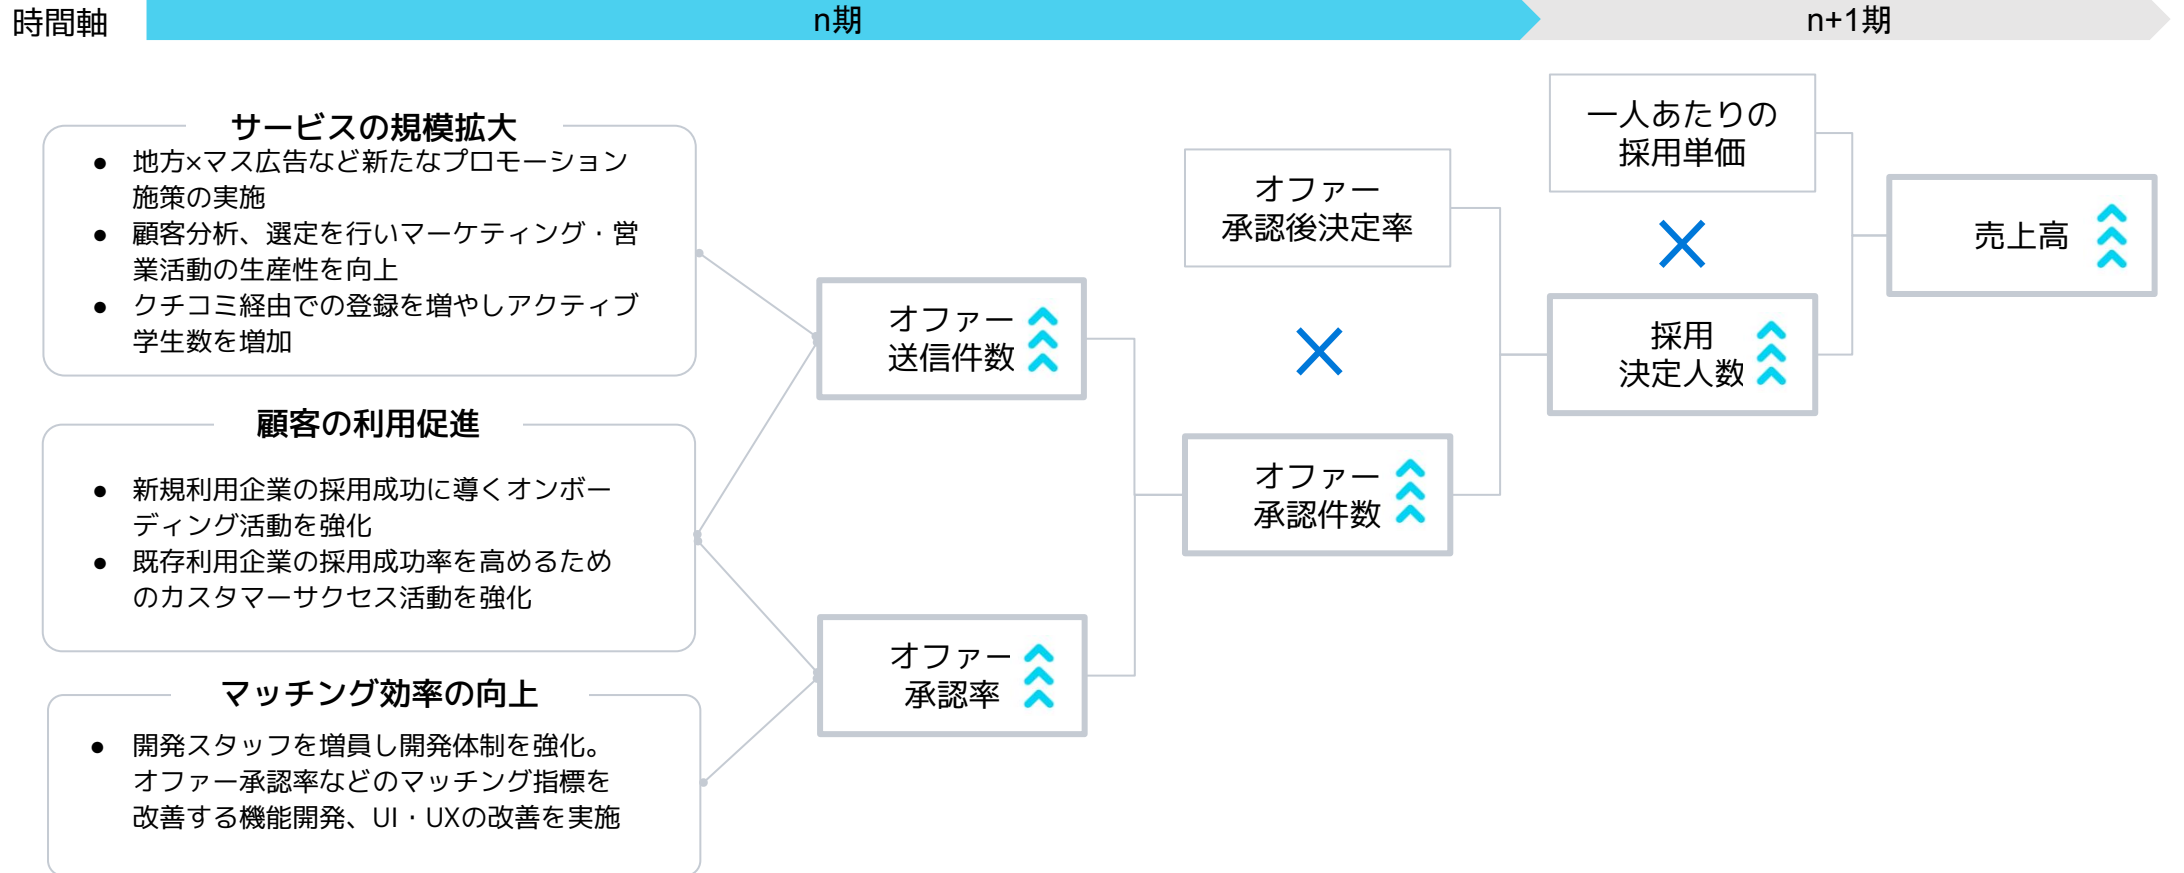 時間軸
n期
n+1期
サービスの規模拡大
● 地方×マス広告など新たなプロモーション
施策の実施
● 顧客分析、選定を行いマーケティング・営
業活動の生産性を向上
● クチコミ経由での登録を増やしアクティブ
学生数を増加
顧客の利用促進
● 新規利用企業の採用成功に導くオンボー
ディング活動を強化
● 既存利用企業の採用成功率を高めるため
のカスタマーサクセス活動を強化
マッチング効率の向上
● 開発スタッフを増員し開発体制を強化。
オファー承認率などのマッチング指標を
改善する機能開発、UI・UXの改善を実施
オファー
送信件数
オファー
承認率
オファー
承認後決定率
×
オファー
承認件数
一人あたりの
採用単価
×
採用
決定人数
売上高